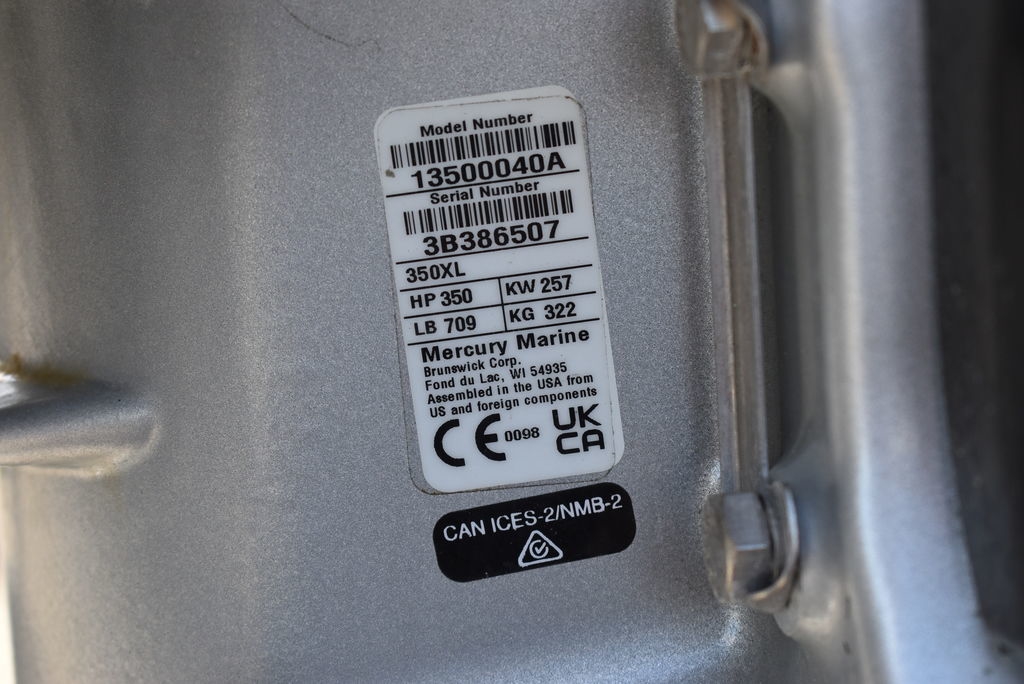 Model Number
13500040A
Serial Number
3B386507
350XL
HP 350 KW 257
LB 709 KG 322
Mercury Marine
Brunswick Corp.
Fond du Lac, WI 54935
Assembled in the USA from
US and foreign components
CE 0098 UK
CA
CAN ICES-2/NMB-2